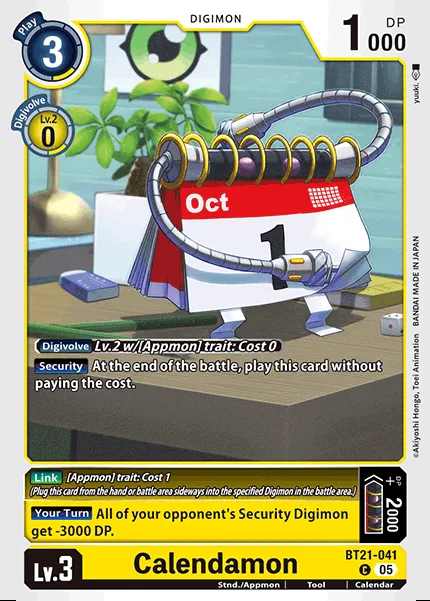 DIGIMON
Play
3
1000
DP
yuuki.
Digivolve
Lv.2
0
Oct
1
Digivolve Lv.2 w/[Appmon] trait: Cost 0
Security At the end of the battle, play this card without
paying the cost.
©Akiyoshi Hongo, Toei Animation BANDAI MADE IN JAPAN
Link [Appmon] trait: Cost 1
(Plug this card from the hand or battle area sideways into the specified Digimon in the battle area.)
Your Turn All of your opponent's Security Digimon
get -3000 DP.
DP
+2000
Lv.3
Calendamon
BT21-041
C 05
Stnd./Appmon Tool Calendar